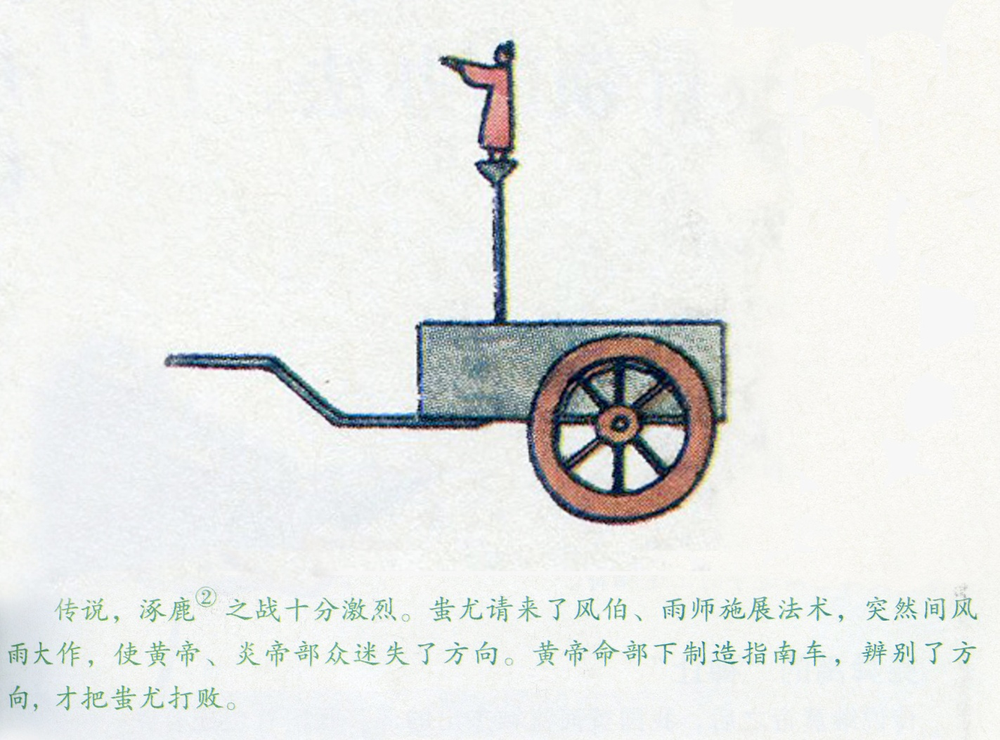 传说，涿鹿②之战十分激烈。蚩尤请来了风伯、雨师施展法术，突然间风
雨大作，使黄帝、炎帝部众迷失了方向。黄帝命部下制造指南车，辨别了方
向，才把蚩尤打败。